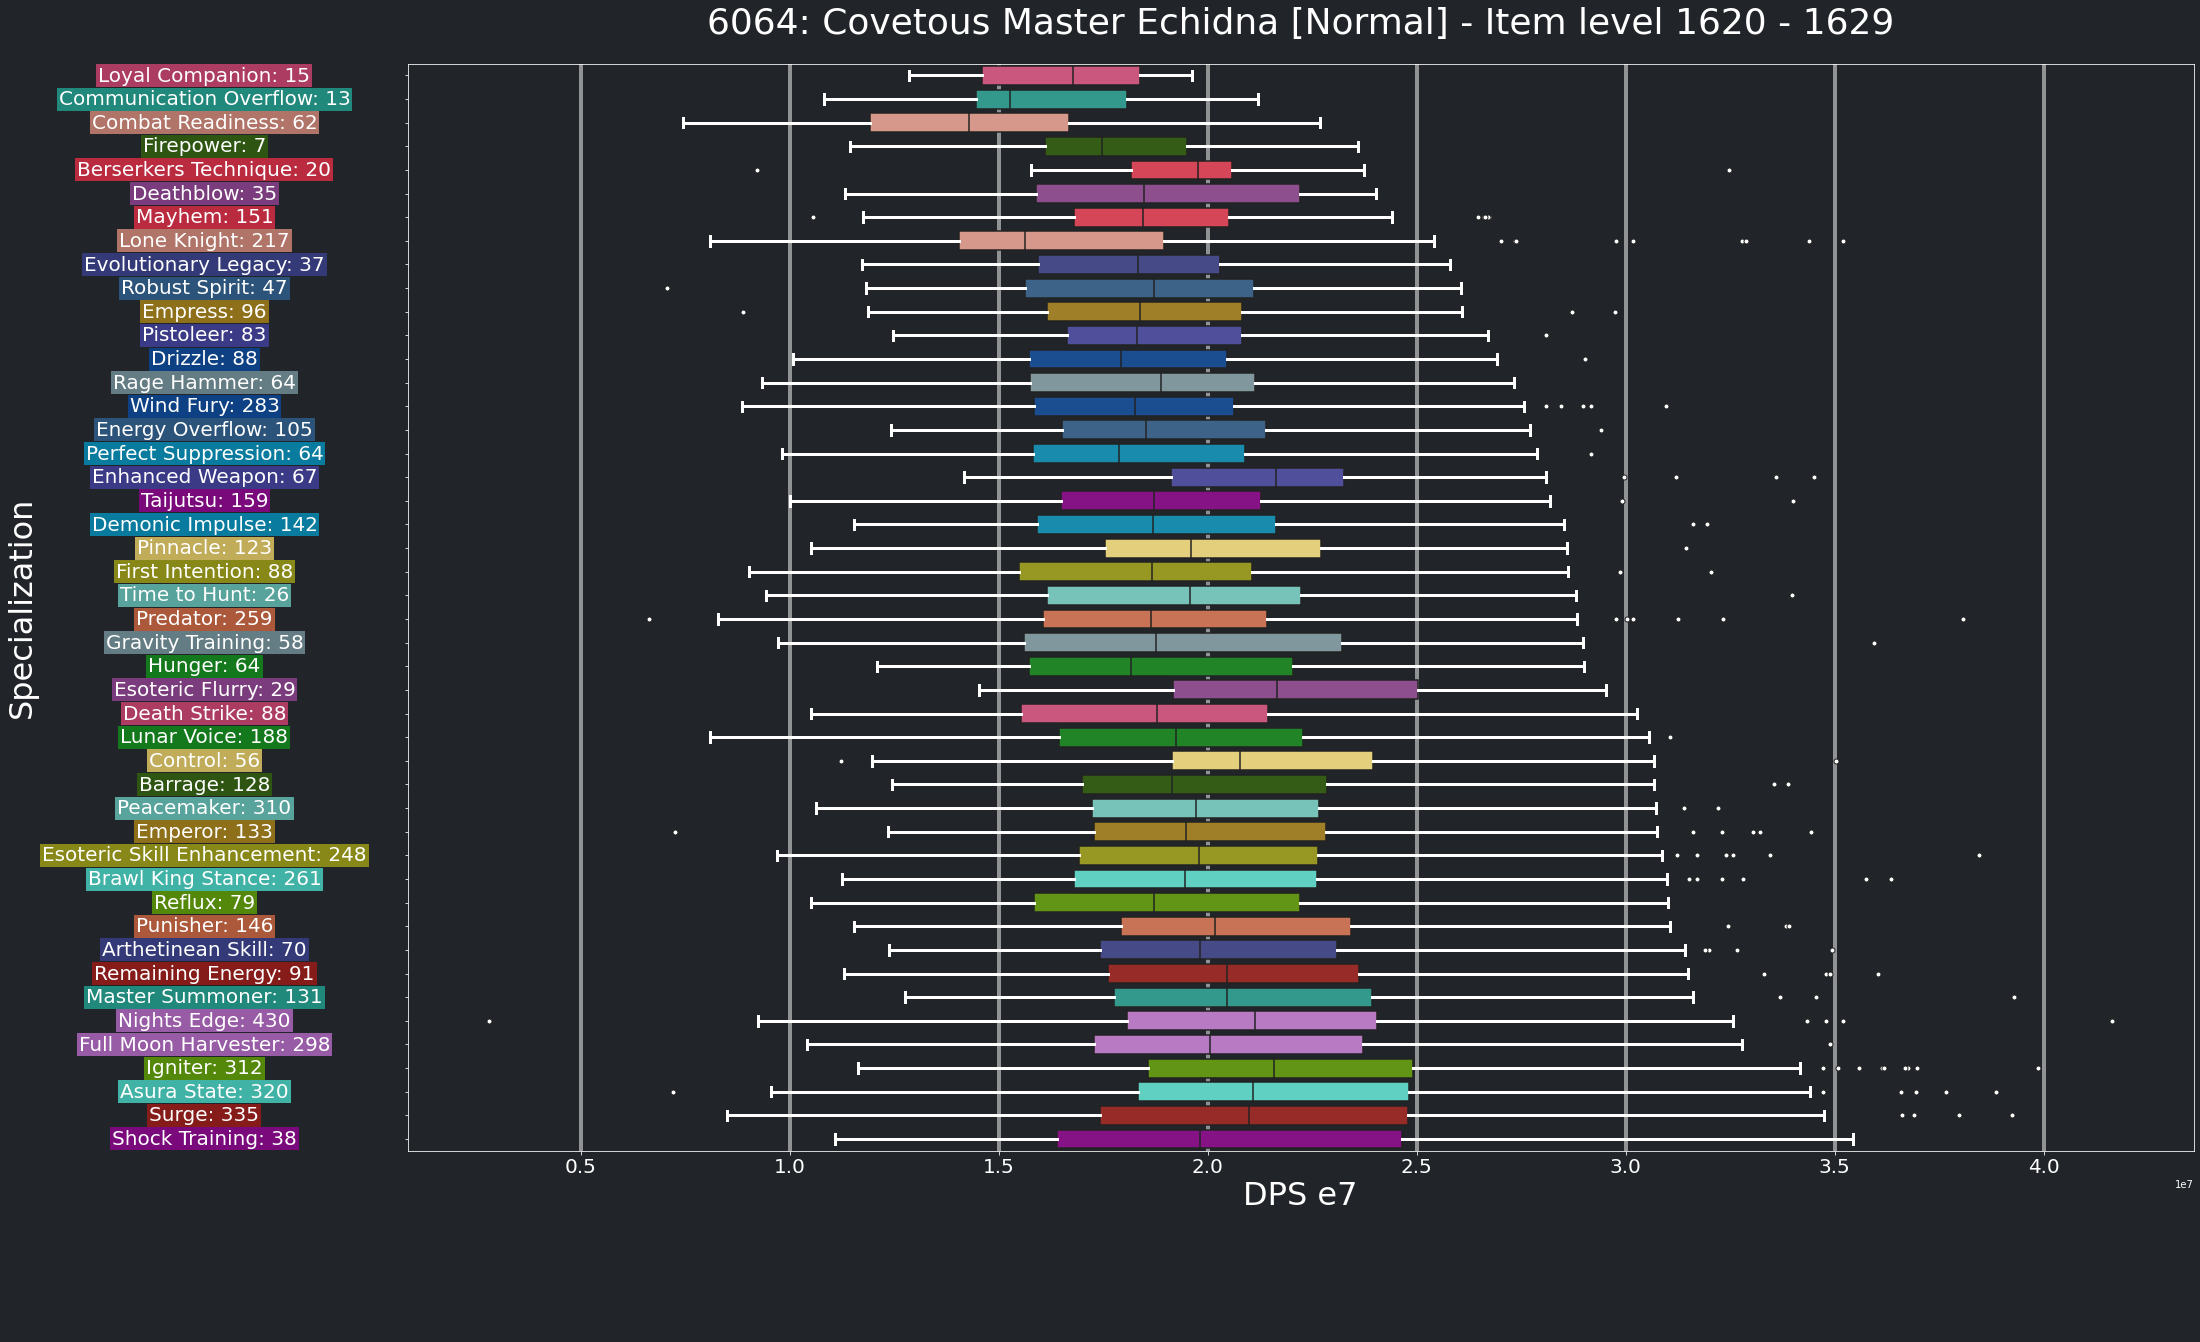 6064: Covetous Master Echidna [Normal] - Item level 1620 - 1629
Specialization
Loyal Companion: 15
Communication Overflow: 13
Combat Readiness: 62
Firepower: 7
Berserkers Technique: 20
Deathblow: 35
Mayhem: 151
Lone Knight: 217
Evolutionary Legacy: 37
Robust Spirit: 47
Empress: 96
Pistoleer: 83
Drizzle: 88
Rage Hammer: 64
Wind Fury: 283
Energy Overflow: 105
Perfect Suppression: 64
Enhanced Weapon: 67
Taijutsu: 159
Demonic Impulse: 142
Pinnacle: 123
First Intention: 88
Time to Hunt: 26
Predator: 259
Gravity Training: 58
Hunger: 64
Esoteric Flurry: 29
Death Strike: 88
Lunar Voice: 188
Control: 56
Barrage: 128
Peacemaker: 310
Emperor: 133
Esoteric Skill Enhancement: 248
Brawl King Stance: 261
Reflux: 79
Punisher: 146
Arthetinean Skill: 70
Remaining Energy: 91
Master Summoner: 131
Nights Edge: 430
Full Moon Harvester: 298
Igniter: 312
Asura State: 320
Surge: 335
Shock Training: 38
0.5 1.0 1.5 2.0 2.5 3.0 3.5 4.0
1e7
DPS e7